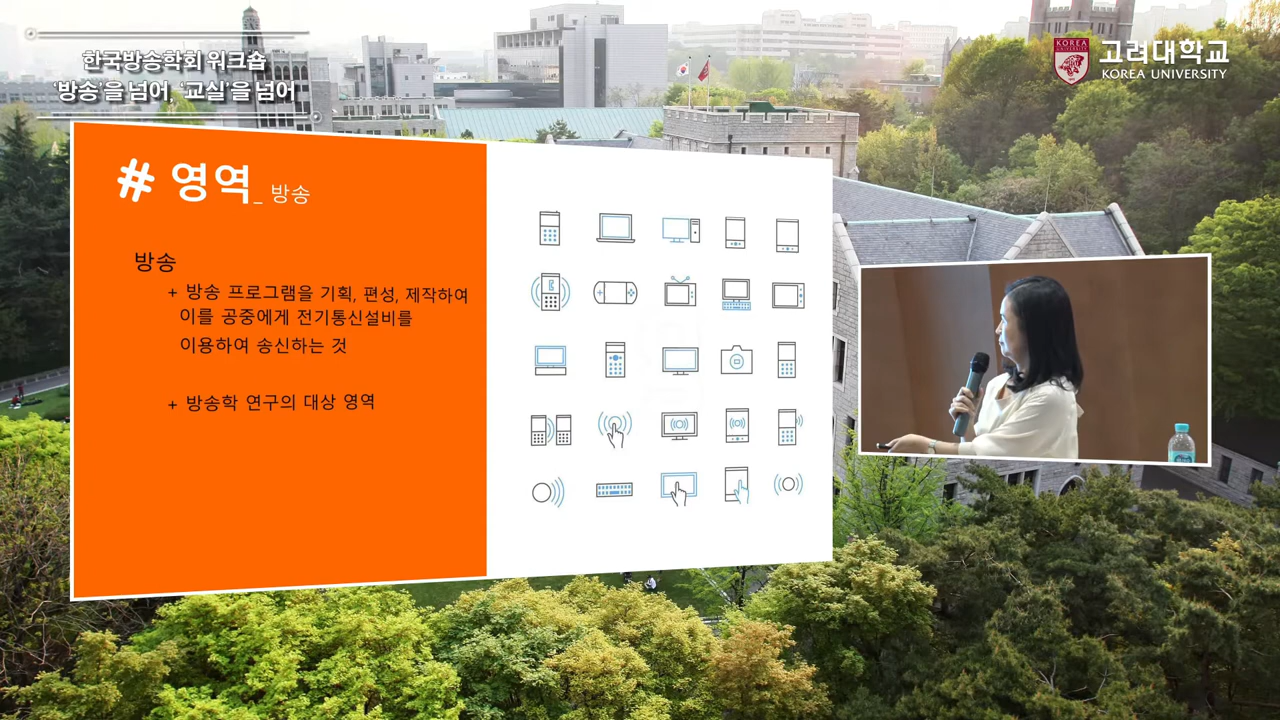 한국방송학회 워크숍
'방송'을 넘어, '교실'을 넘어
KOREA
UNIVERSITY
고려대학교
KOREA UNIVERSITY
# 영역_ 방송
방송
+ 방송 프로그램을 기획, 편성, 제작하여
이를 공중에게 전기통신설비를
이용하여 송신하는 것
+ 방송학 연구의 대상 영역